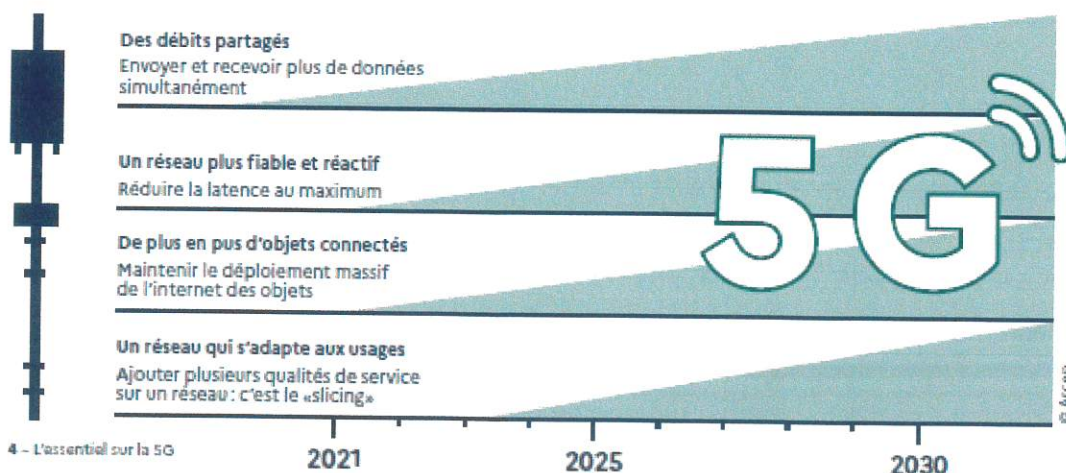 Des débits partagés
Envoyer et recevoir plus de données
simultanément
Un réseau plus fiable et réactif
Réduire la latence au maximum
De plus en pus d'objets connectés
Maintenir le déploiement massif
de l'internet des objets
Un réseau qui s'adapte aux usages
Ajouter plusieurs qualités de service
sur un réseau : c'est le «slicing»
5G
© Arcep
4 – L'essentiel sur la 5G
2021
2025
2030